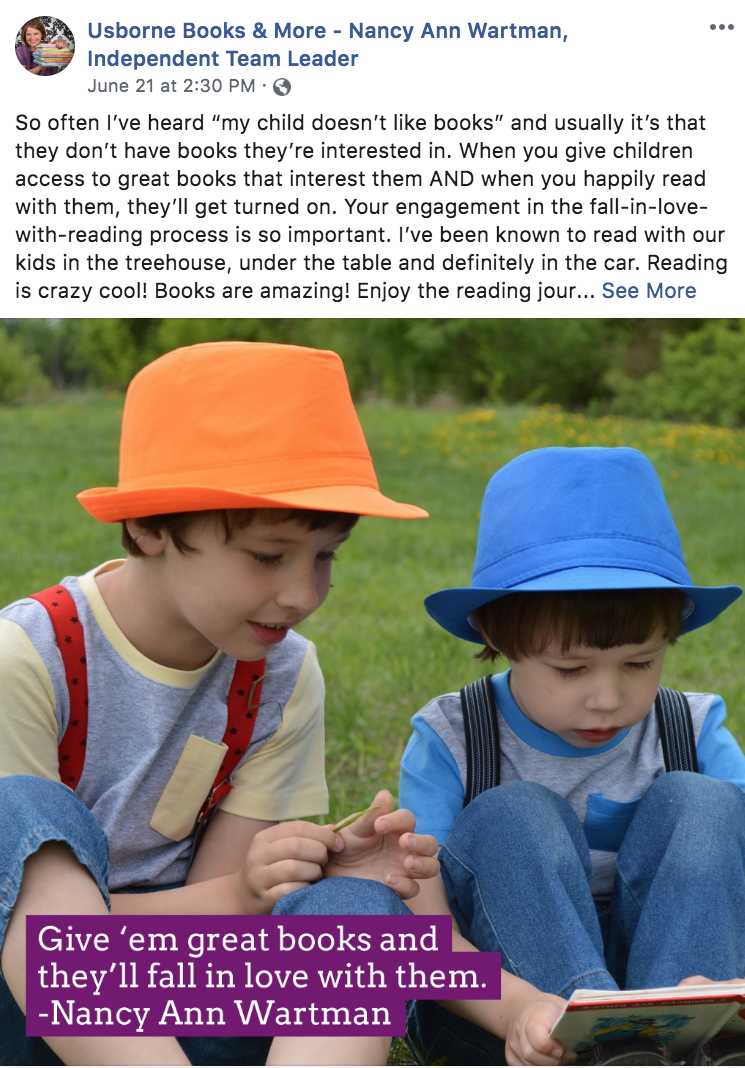 Usborne Books & More - Nancy Ann Wartman,
Independent Team Leader
June 21 at 2:30 PM ·
So often I’ve heard “my child doesn’t like books” and usually it’s that
they don’t have books they’re interested in. When you give children
access to great books that interest them AND when you happily read
with them, they’ll get turned on. Your engagement in the fall-in-love-
with-reading process is so important. I’ve been known to read with our
kids in the treehouse, under the table and definitely in the car. Reading
is crazy cool! Books are amazing! Enjoy the reading jour... See More
Give ‘em great books and
they’ll fall in love with them.
-Nancy Ann Wartman